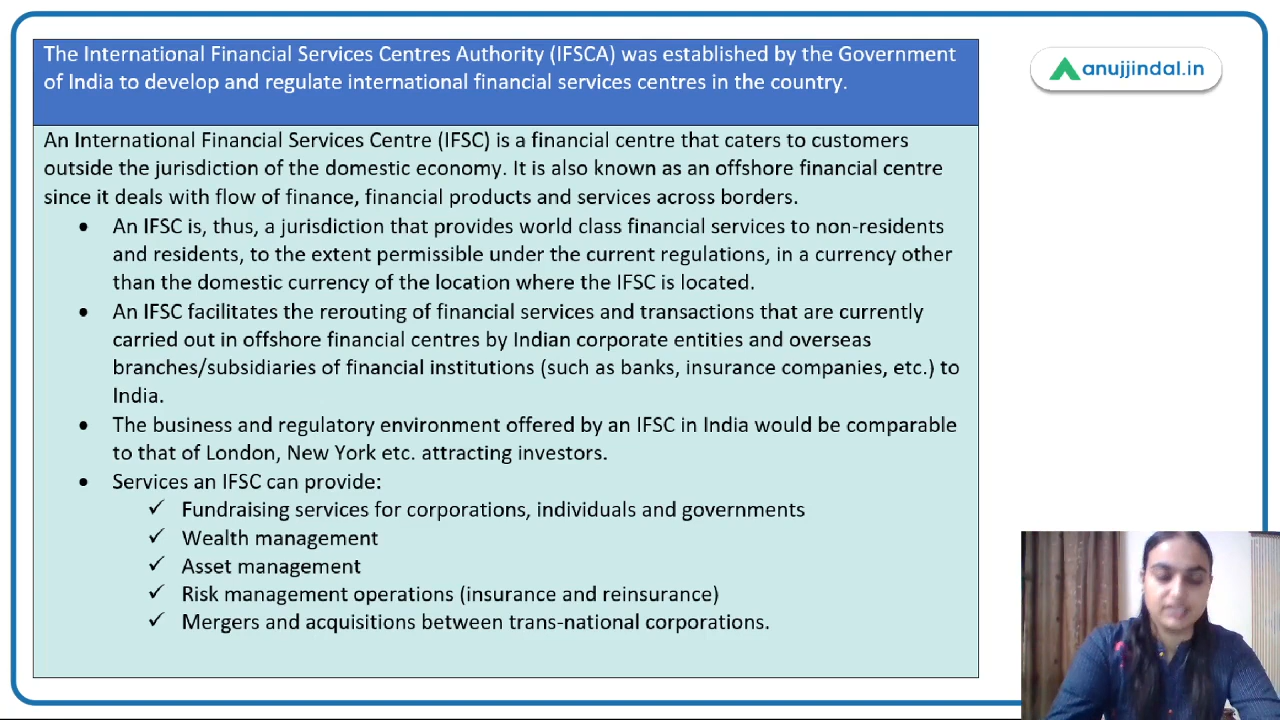 The International Financial Services Centres Authority (IFSCA) was established by the Government
of India to develop and regulate international financial services centres in the country.
anujjindal.in
An International Financial Services Centre (IFSC) is a financial centre that caters to customers
outside the jurisdiction of the domestic economy. It is also known as an offshore financial centre
since it deals with flow of finance, financial products and services across borders.
• An IFSC is, thus, a jurisdiction that provides world class financial services to non-residents
and residents, to the extent permissible under the current regulations, in a currency other
than the domestic currency of the location where the IFSC is located.
• An IFSC facilitates the rerouting of financial services and transactions that are currently
carried out in offshore financial centres by Indian corporate entities and overseas
branches/subsidiaries of financial institutions (such as banks, insurance companies, etc.) to
India.
• The business and regulatory environment offered by an IFSC in India would be comparable
to that of London, New York etc. attracting investors.
• Services an IFSC can provide:
✓ Fundraising services for corporations, individuals and governments
✓ Wealth management
✓ Asset management
✓ Risk management operations (insurance and reinsurance)
✓ Mergers and acquisitions between trans-national corporations.